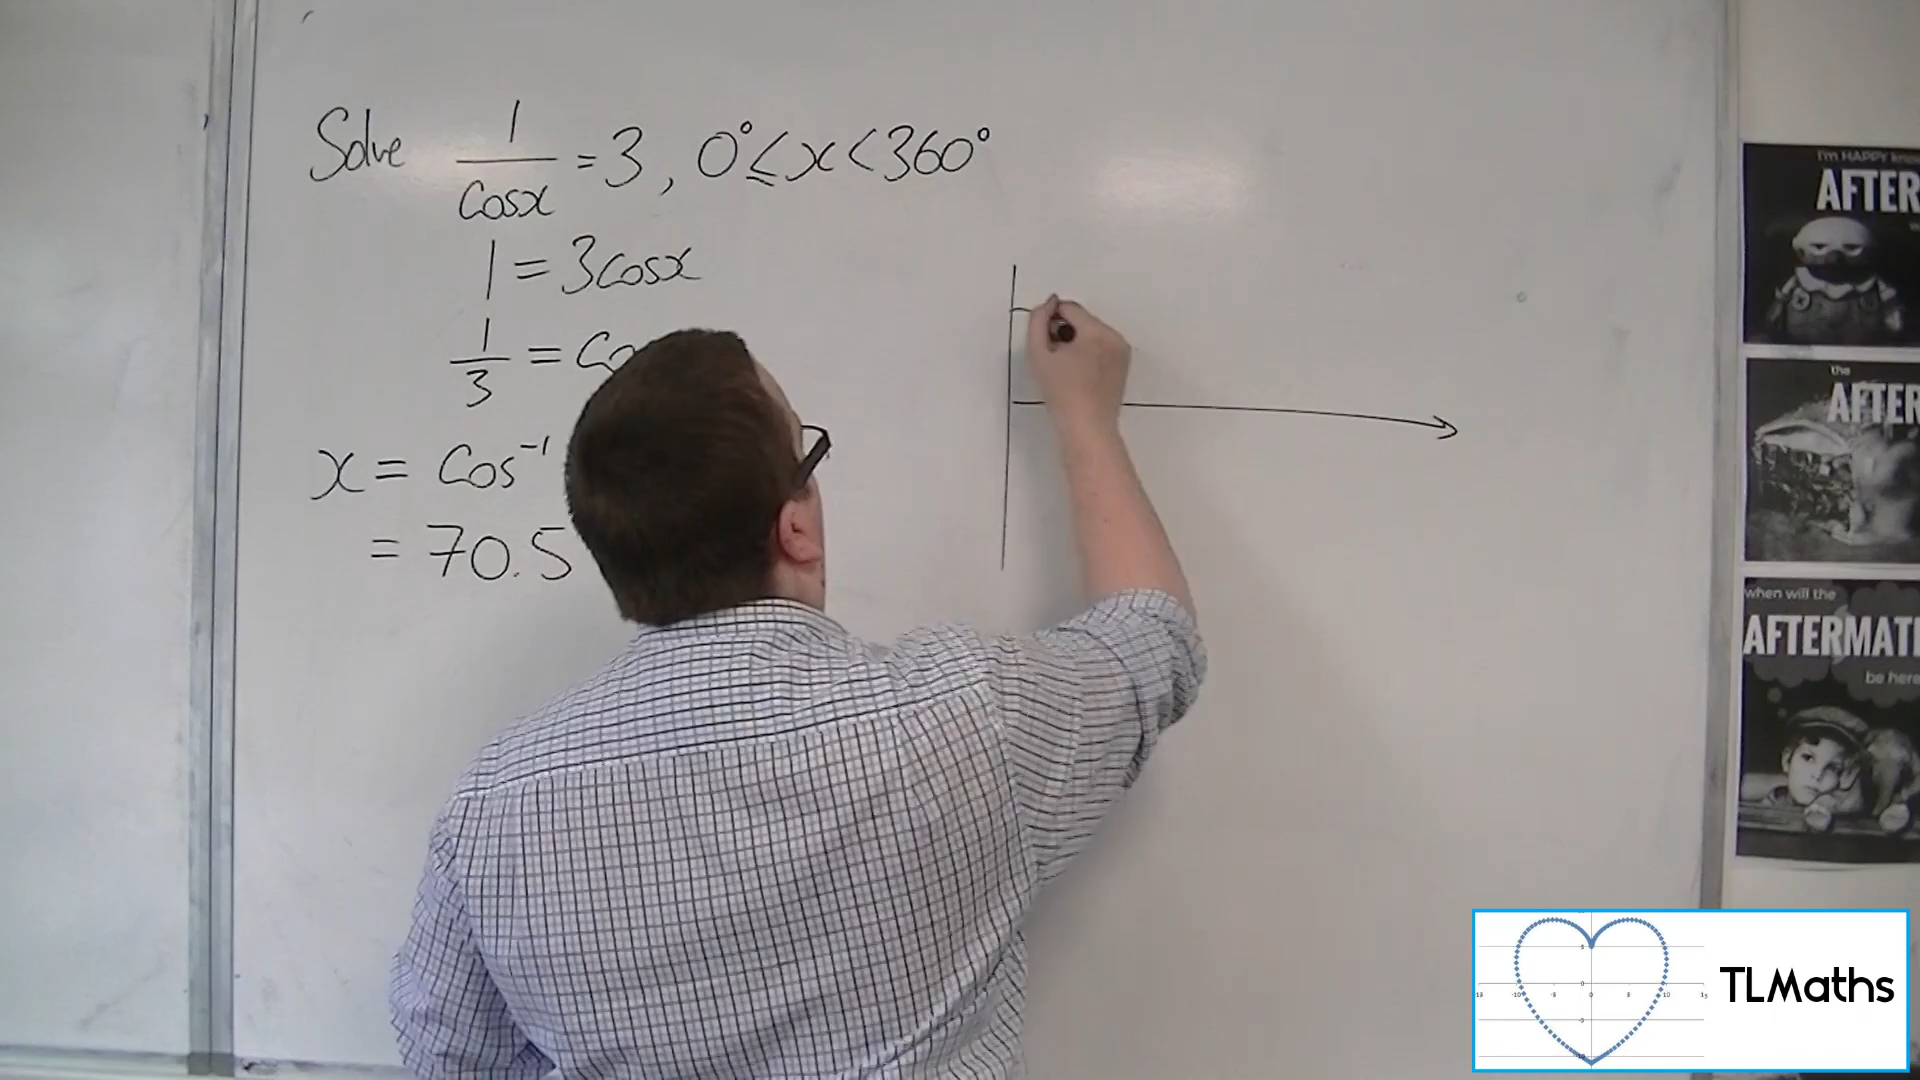 Solve 1/cosx = 3, 0° ≤ x < 360°
1 = 3cosx
1/3 = co
x = cos⁻¹
= 70.5
I'm HAPPY
AFTER
the
AFTER
when will the
AFTERMAT
be here
TLMaths